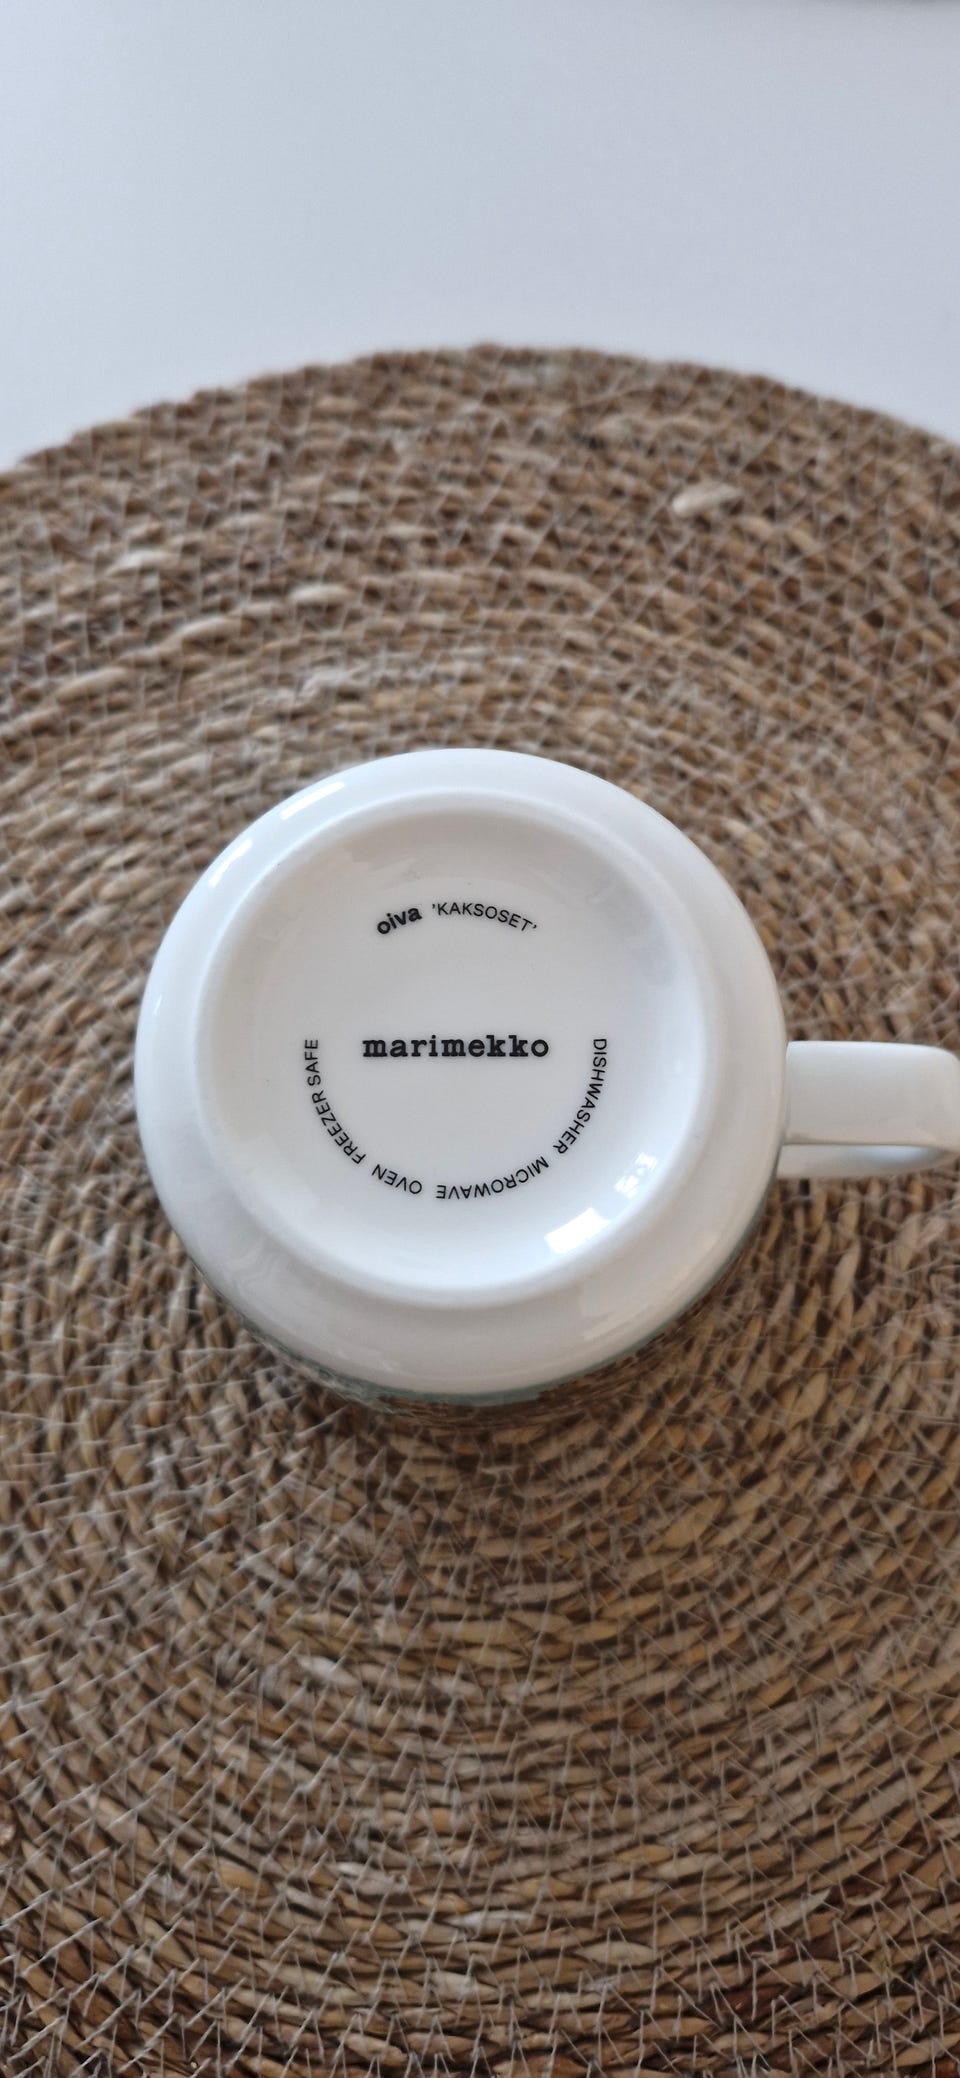 oiva 'KAKSOSET'
marimekko
DISHWASHER MICROWAVE OVEN FREEZER SAFE